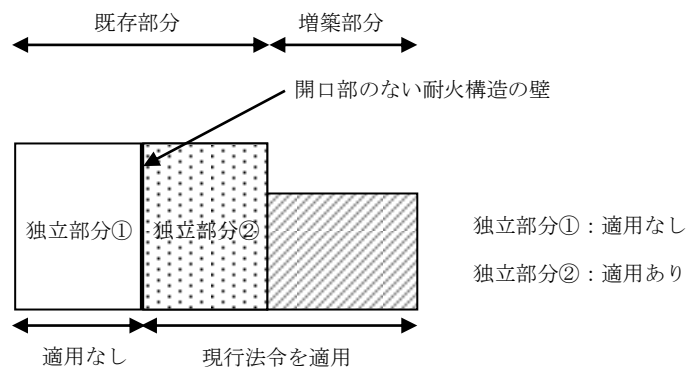 既存部分 増築部分
開口部のない耐火構造の壁
独立部分① 独立部分②
独立部分①：適用なし
独立部分②：適用あり
適用なし 現行法令を適用